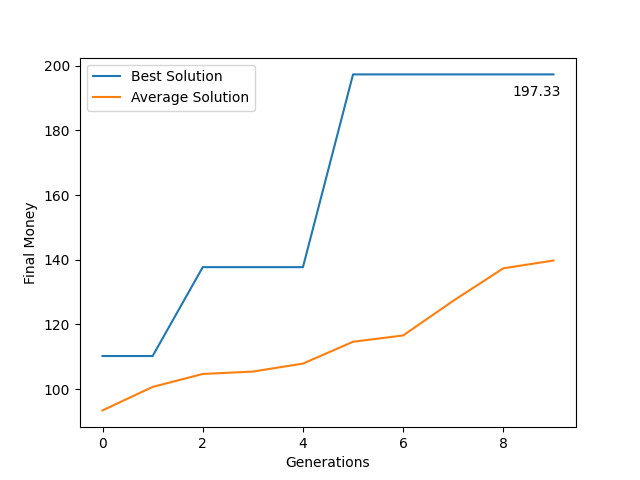 Best Solution
Average Solution
197.33
200
180
160
140
120
100
Final Money
0 2 4 6 8
Generations